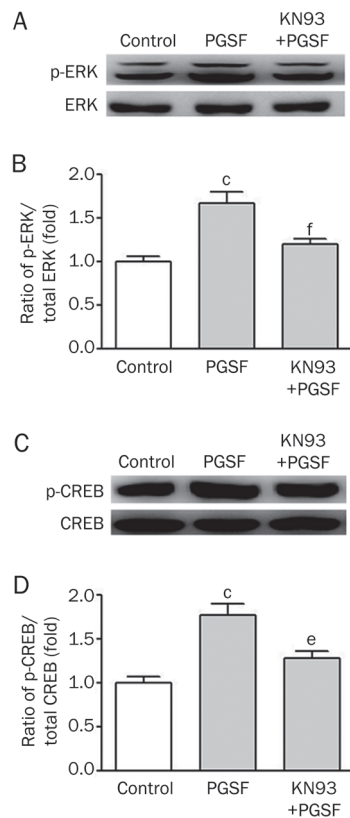 A
Control PGSF KN93
+PGSF
p-ERK
ERK
B
Ratio of p-ERK/
total ERK (fold)
2.0
1.5
1.0
0.5
0.0
c
f
Control PGSF KN93
+PGSF
C
Control PGSF KN93
+PGSF
p-CREB
CREB
D
Ratio of p-CREB/
total CREB (fold)
2.0
1.5
1.0
0.5
0.0
c
e
Control PGSF KN93
+PGSF